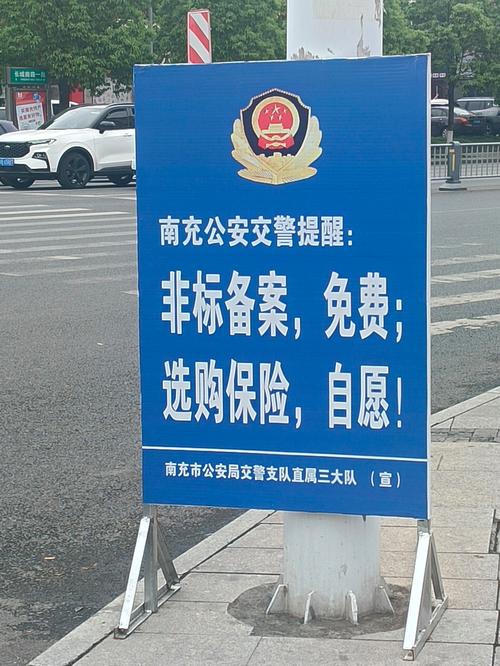 南充公安交警提醒：
非标备案，免费；
选购保险，自愿！
南充市公安局交警支队直属三大队（宣）